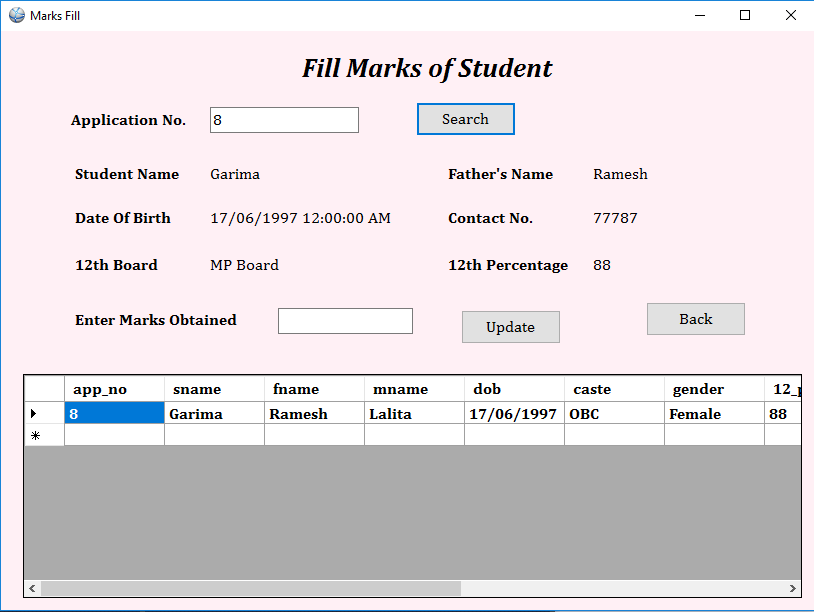 Marks Fill
Fill Marks of Student
Application No. 8 Search
Student Name Garima Father's Name Ramesh
Date Of Birth 17/06/1997 12:00:00 AM Contact No. 77787
12th Board MP Board 12th Percentage 88
Enter Marks Obtained Update Back
app_no sname fname mname dob caste gender 12_p
8 Garima Ramesh Lalita 17/06/1997 OBC Female 88